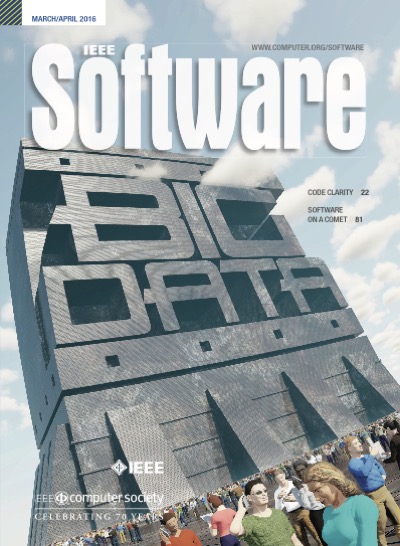 MARCH/APRIL 2016
WWW.COMPUTER.ORG/SOFTWARE
IEEE
Software
CODE CLARITY 22
SOFTWARE
ON A COMET 81
BIG
DATA
IEEE
IEEE computer society
CELEBRATING 70 YEARS